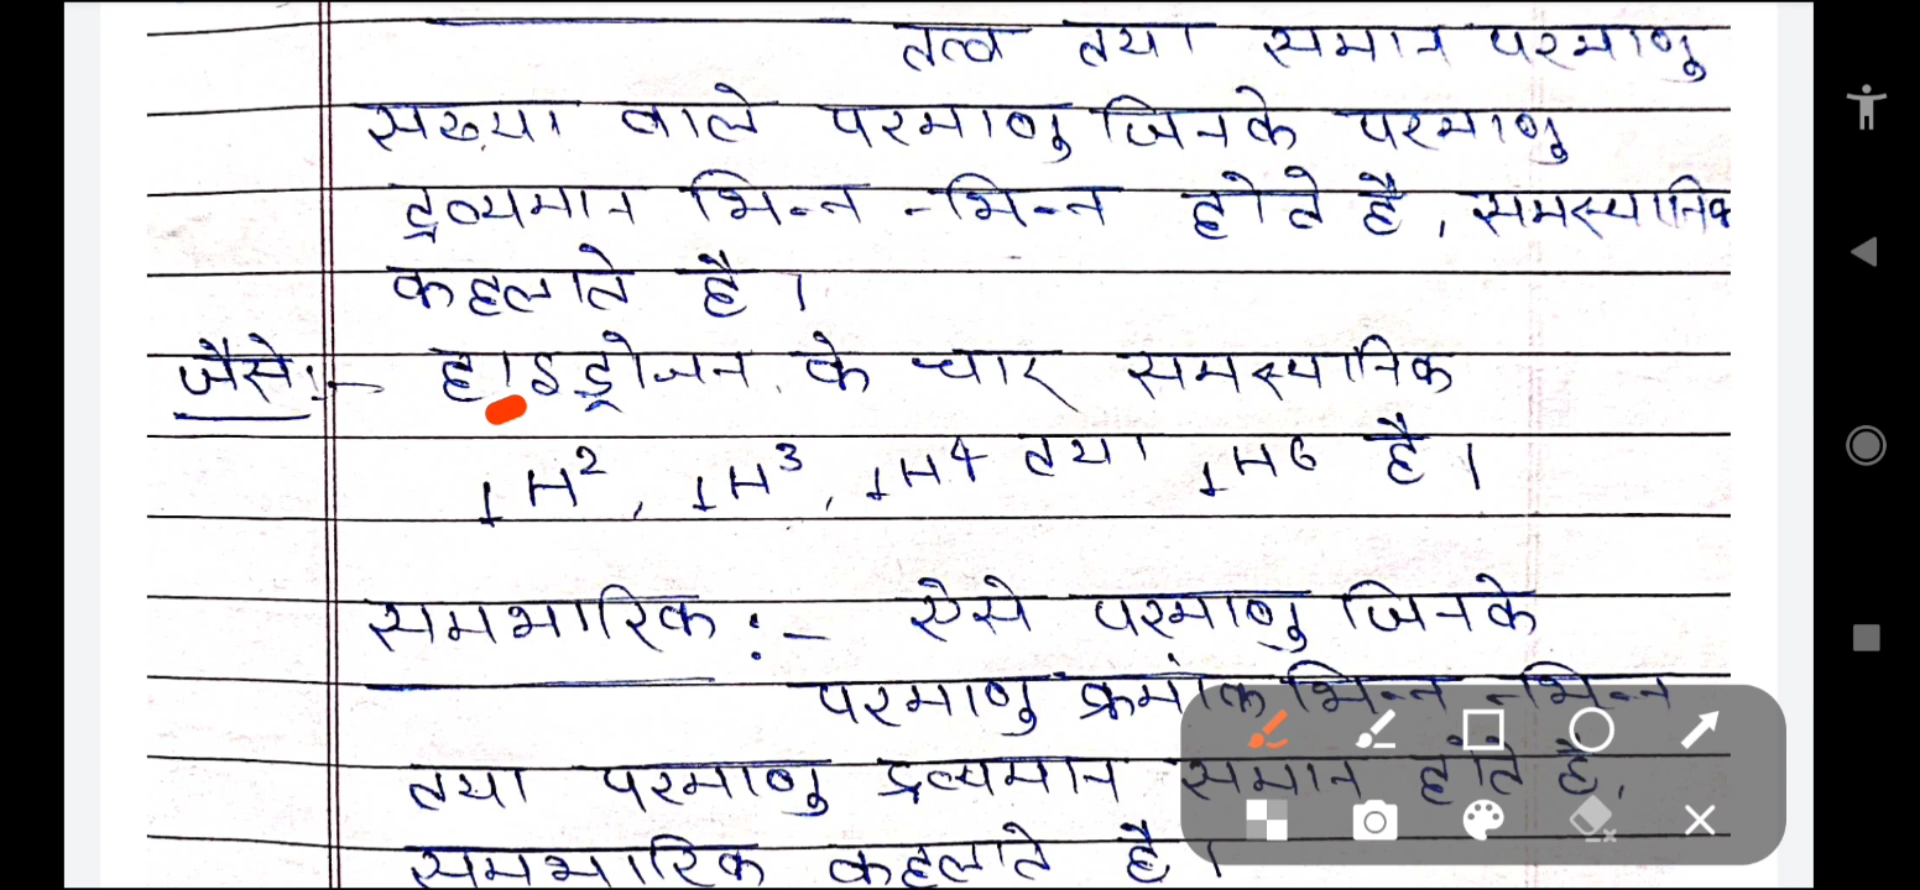 तत्व तथा समान परमाणु
सख्या वाले परमाणु जिनके परमाणु
द्रव्यमान भिन्न -भिन्न होते है, समस्थानिक
कहलाते है।
जैसे:- हाइड्रोजन के चार समस्थानिक
₁H², ₁H³, ₁H⁴ तथा ₁H⁶ है।
समभारिक :- ऐसे परमाणु जिनके
परमाणु क्रमांक भिन्न -भिन्न
तथा परमाणु द्रव्यमान समान होते है,
समभारिक कहलाते है।